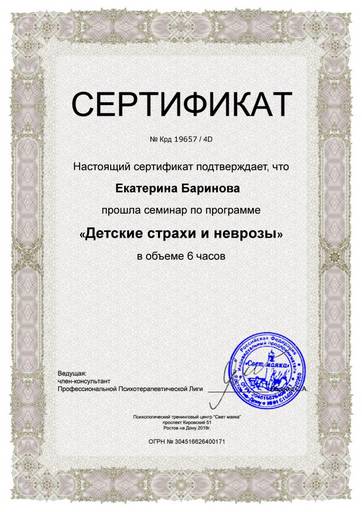 СЕРТИФИКАТ
№ Крд 19657 / 4D
Настоящий сертификат подтверждает, что
Екатерина Баринова
прошла семинар по программе
«Детские страхи и неврозы»
в объеме 6 часов
Ведущая:
член-консультант
Профессиональной Психотерапевтической Лиги
Российская Федерация
«Свет маяка»
Психологический тренинговый центр "Свет маяка"
проспект Кировский 51
Ростов на Дону 2019г.
ОГРН № 304516626400171